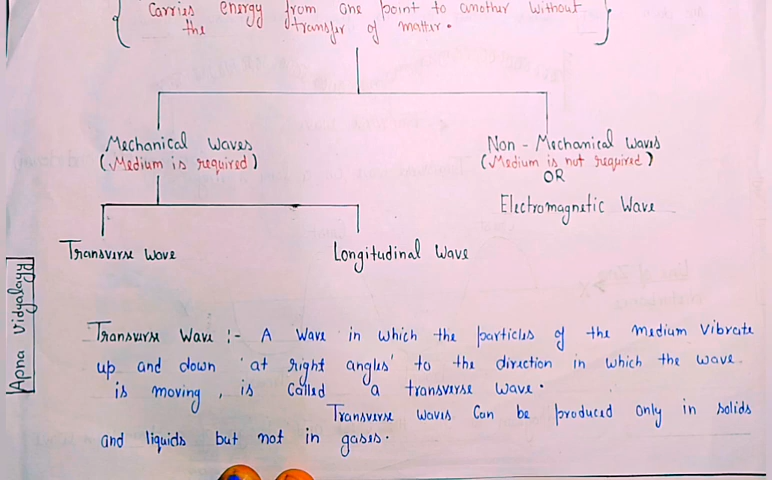 Carries energy from one point to another without
the transfer of matter.
Mechanical Waves
(Medium is required)
Non - Mechanical Waves
(Medium is not required)
OR
Electromagnetic Wave
Transverse Wave
Longitudinal Wave
Apna Vidyalayy
Transverse Wave :- A Wave in which the particles of the medium Vibrate
up and down 'at right angles' to the direction in which the wave
is moving, is Called a transverse wave.
Transverse waves Can be produced only in solids
and liquids but not in gases.